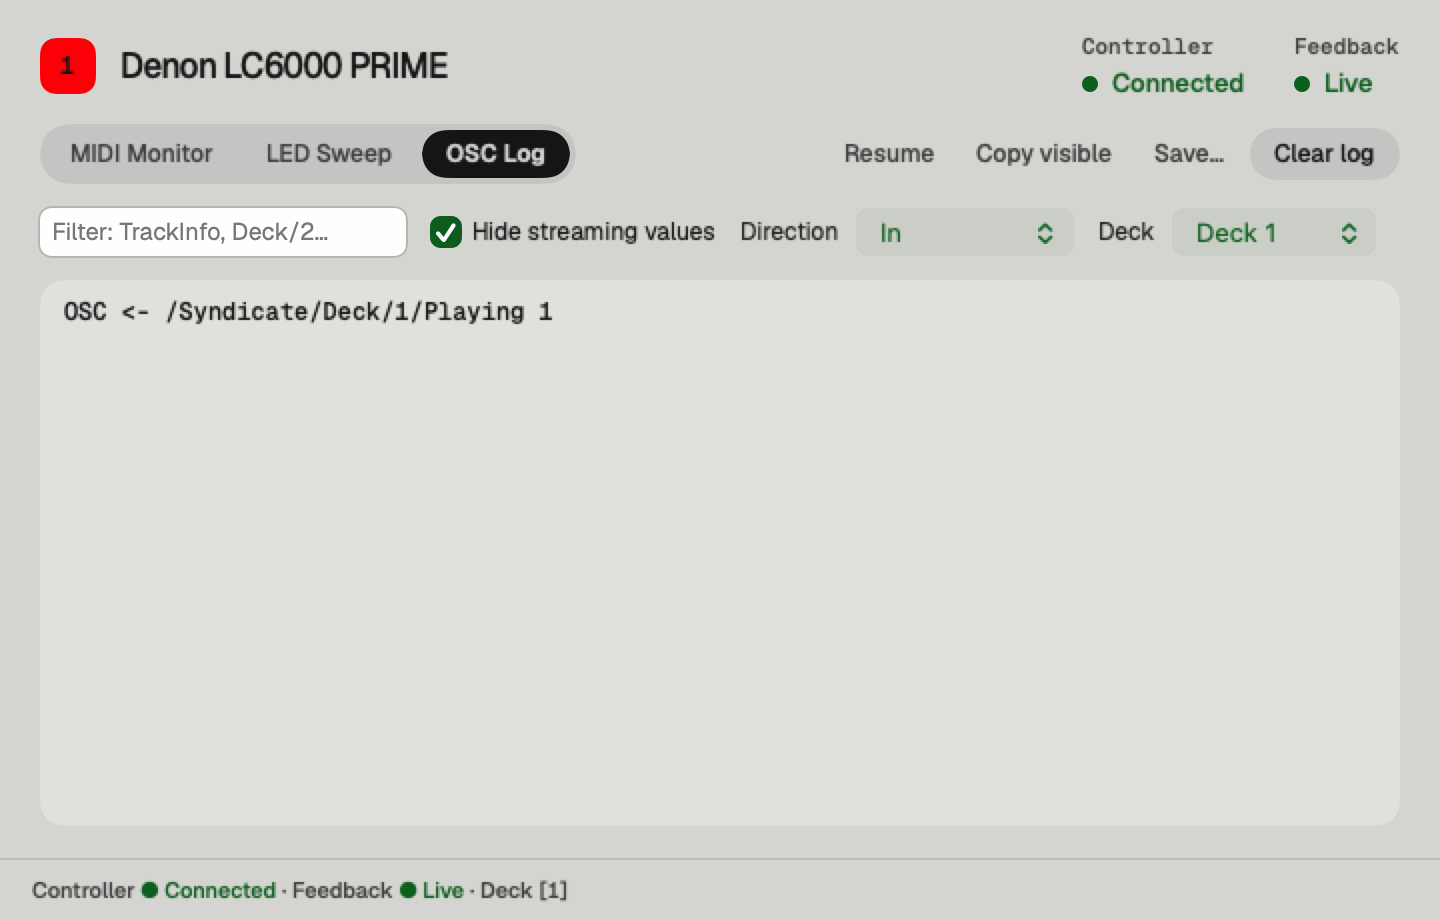 1
Denon LC6000 PRIME
Controller
Connected
Feedback
Live
MIDI Monitor
LED Sweep
OSC Log
Resume
Copy visible
Save…
Clear log
Filter: TrackInfo, Deck/2…
Hide streaming values
Direction
In
Deck
Deck 1
OSC <- /Syndicate/Deck/1/Playing 1
Controller ● Connected · Feedback ● Live · Deck [1]